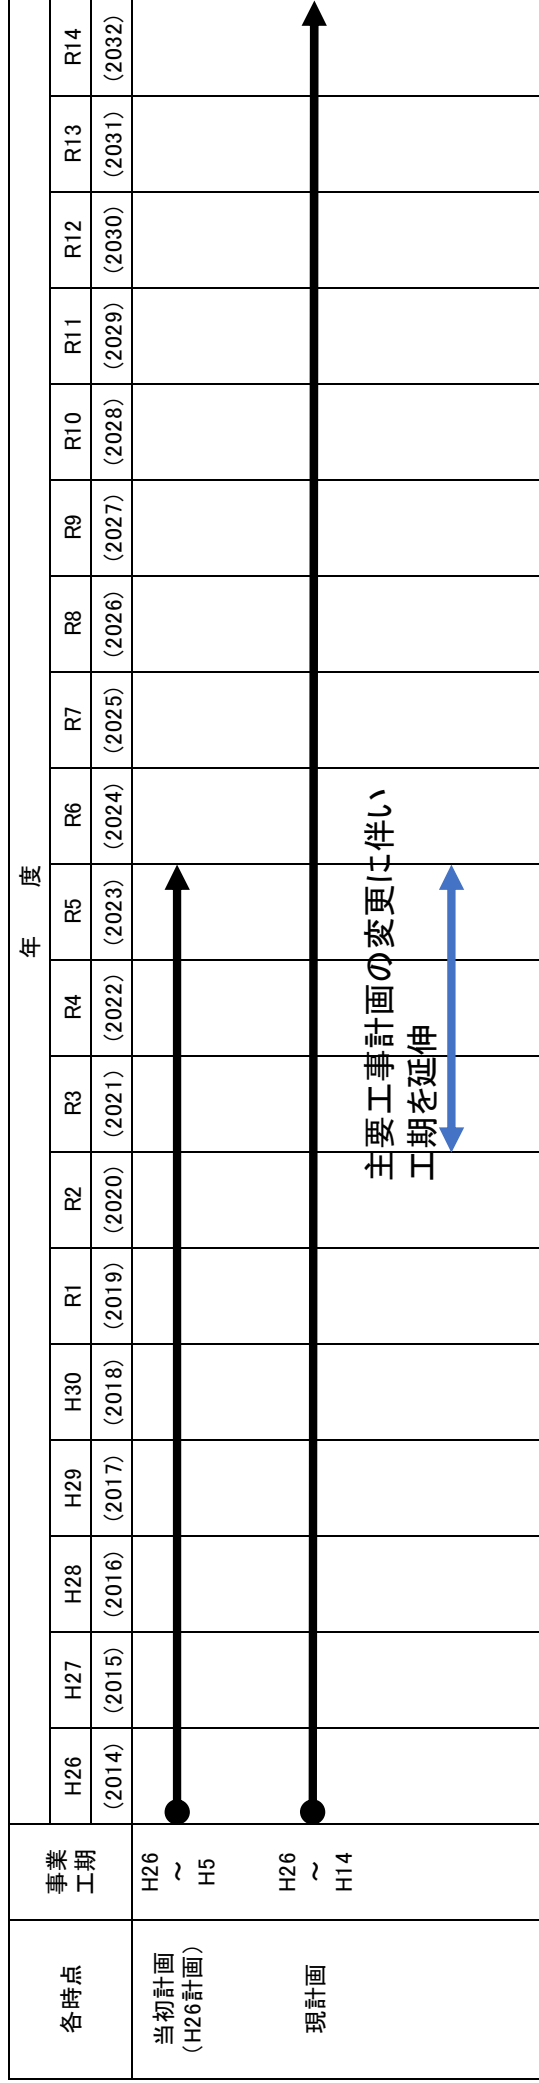 各時点
事業
工期
年　度
H26
H27
H28
H29
H30
R1
R2
R3
R4
R5
R6
R7
R8
R9
R10
R11
R12
R13
R14
(2014)
(2015)
(2016)
(2017)
(2018)
(2019)
(2020)
(2021)
(2022)
(2023)
(2024)
(2025)
(2026)
(2027)
(2028)
(2029)
(2030)
(2031)
(2032)
当初計画
(H26計画)
H26
～
H5
現計画
H26
～
H14
主要工事計画の変更に伴い
工期を延伸